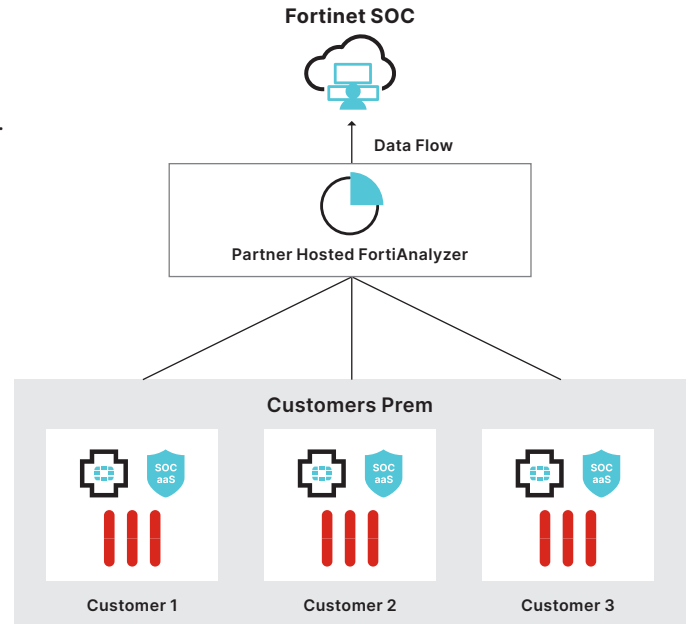 Fortinet SOC
Data Flow
Partner Hosted FortiAnalyzer
Customers Prem
SOC
aaS
SOC
aaS
SOC
aaS
Customer 1
Customer 2
Customer 3